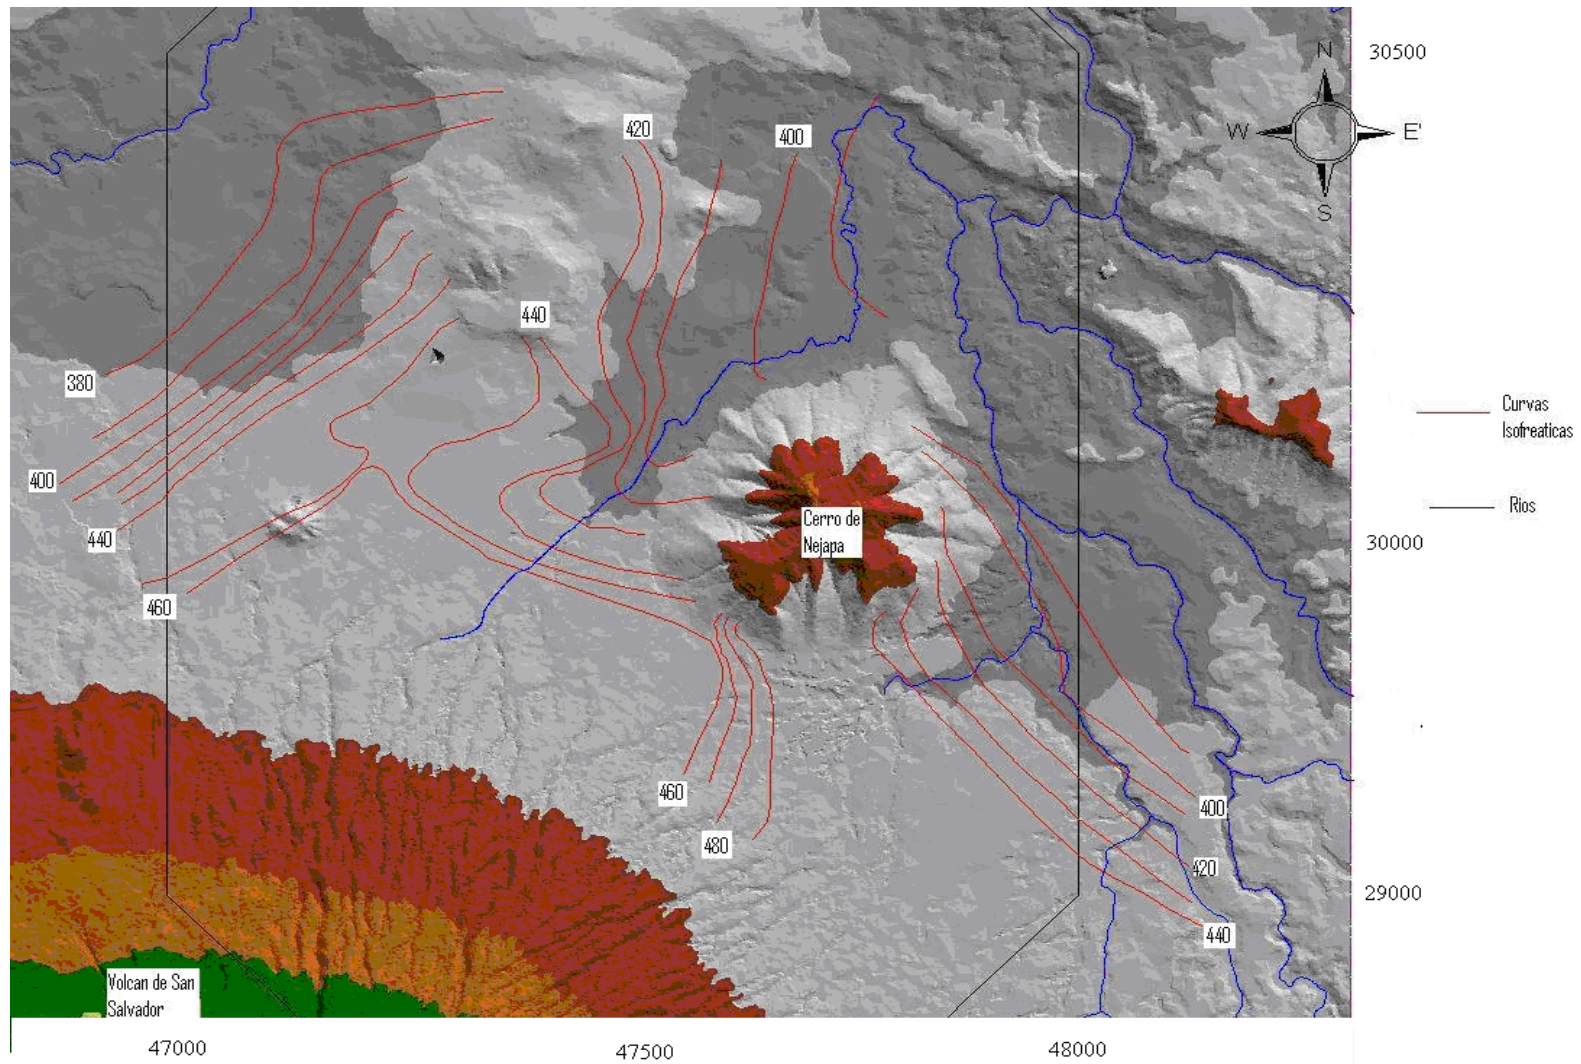 30500
N
W
E'
S
420
400
440
380
Curvas
Isofreaticas
400
Rios
Cerro de
Nejapa
440
30000
460
460
400
480
420
29000
440
Volcan de San
Salvador
47000
47500
48000